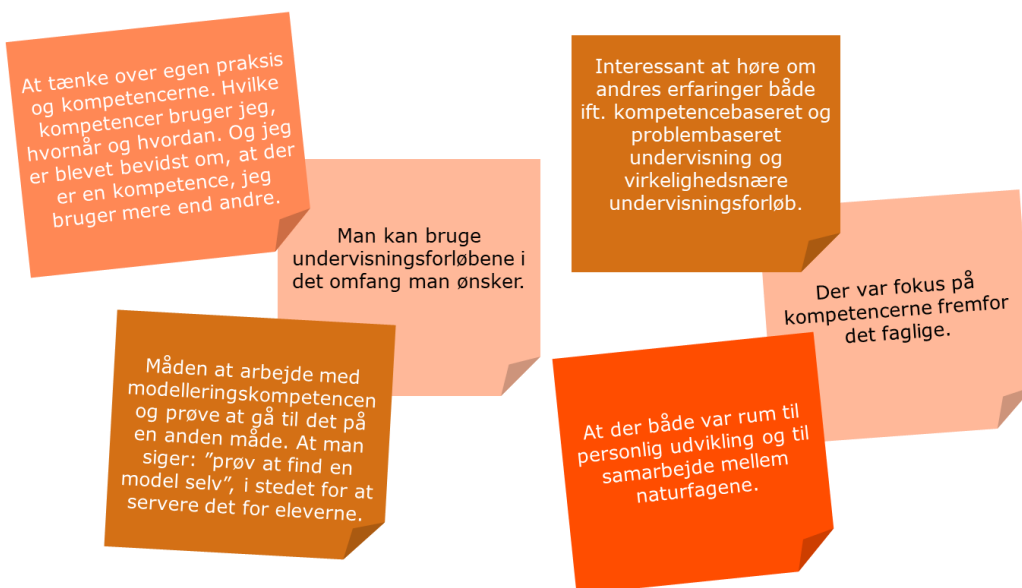 At tænke over egen praksis
og kompetencerne. Hvilke
kompetencer bruger jeg,
hvornår og hvordan. Og jeg
er blevet bevidst om, at der
er en kompetence, jeg
bruger mere end andre.
Man kan bruge
undervisningsforløbene i
det omfang man ønsker.
Måden at arbejde med
modelleringskompetencen
og prøve at gå til det på
en anden måde. At man
siger: ”prøv at find en
model selv”, i stedet for at
servere det for eleverne.
Interessant at høre om
andres erfaringer både
ift. kompetencebaseret og
problembaseret
undervisning og
virkelighedsnære
undervisningsforløb.
Der var fokus på
kompetencerne fremfor
det faglige.
At der både var rum til
personlig udvikling og til
samarbejde mellem
naturfagene.